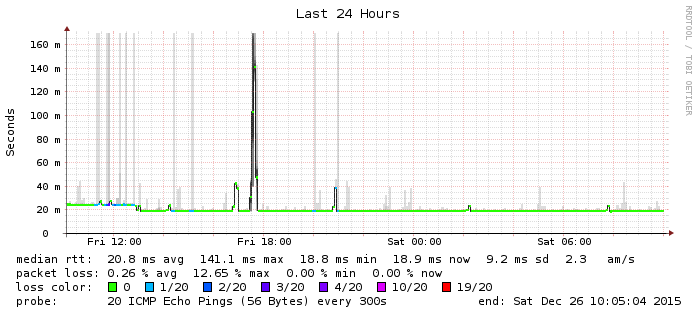 Last 24 Hours
RRDTOOL / TOBI OETIKER
Seconds
160 m
140 m
120 m
100 m
80 m
60 m
40 m
20 m
0
Fri 12:00 Fri 18:00 Sat 00:00 Sat 06:00
median rtt: 20.8 ms avg 141.1 ms max 18.8 ms min 18.9 ms now 9.2 ms sd 2.3 am/s
packet loss: 0.26 % avg 12.65 % max 0.00 % min 0.00 % now
loss color: 0 1/20 2/20 3/20 4/20 10/20 19/20
probe: 20 ICMP Echo Pings (56 Bytes) every 300s end: Sat Dec 26 10:05:04 2015